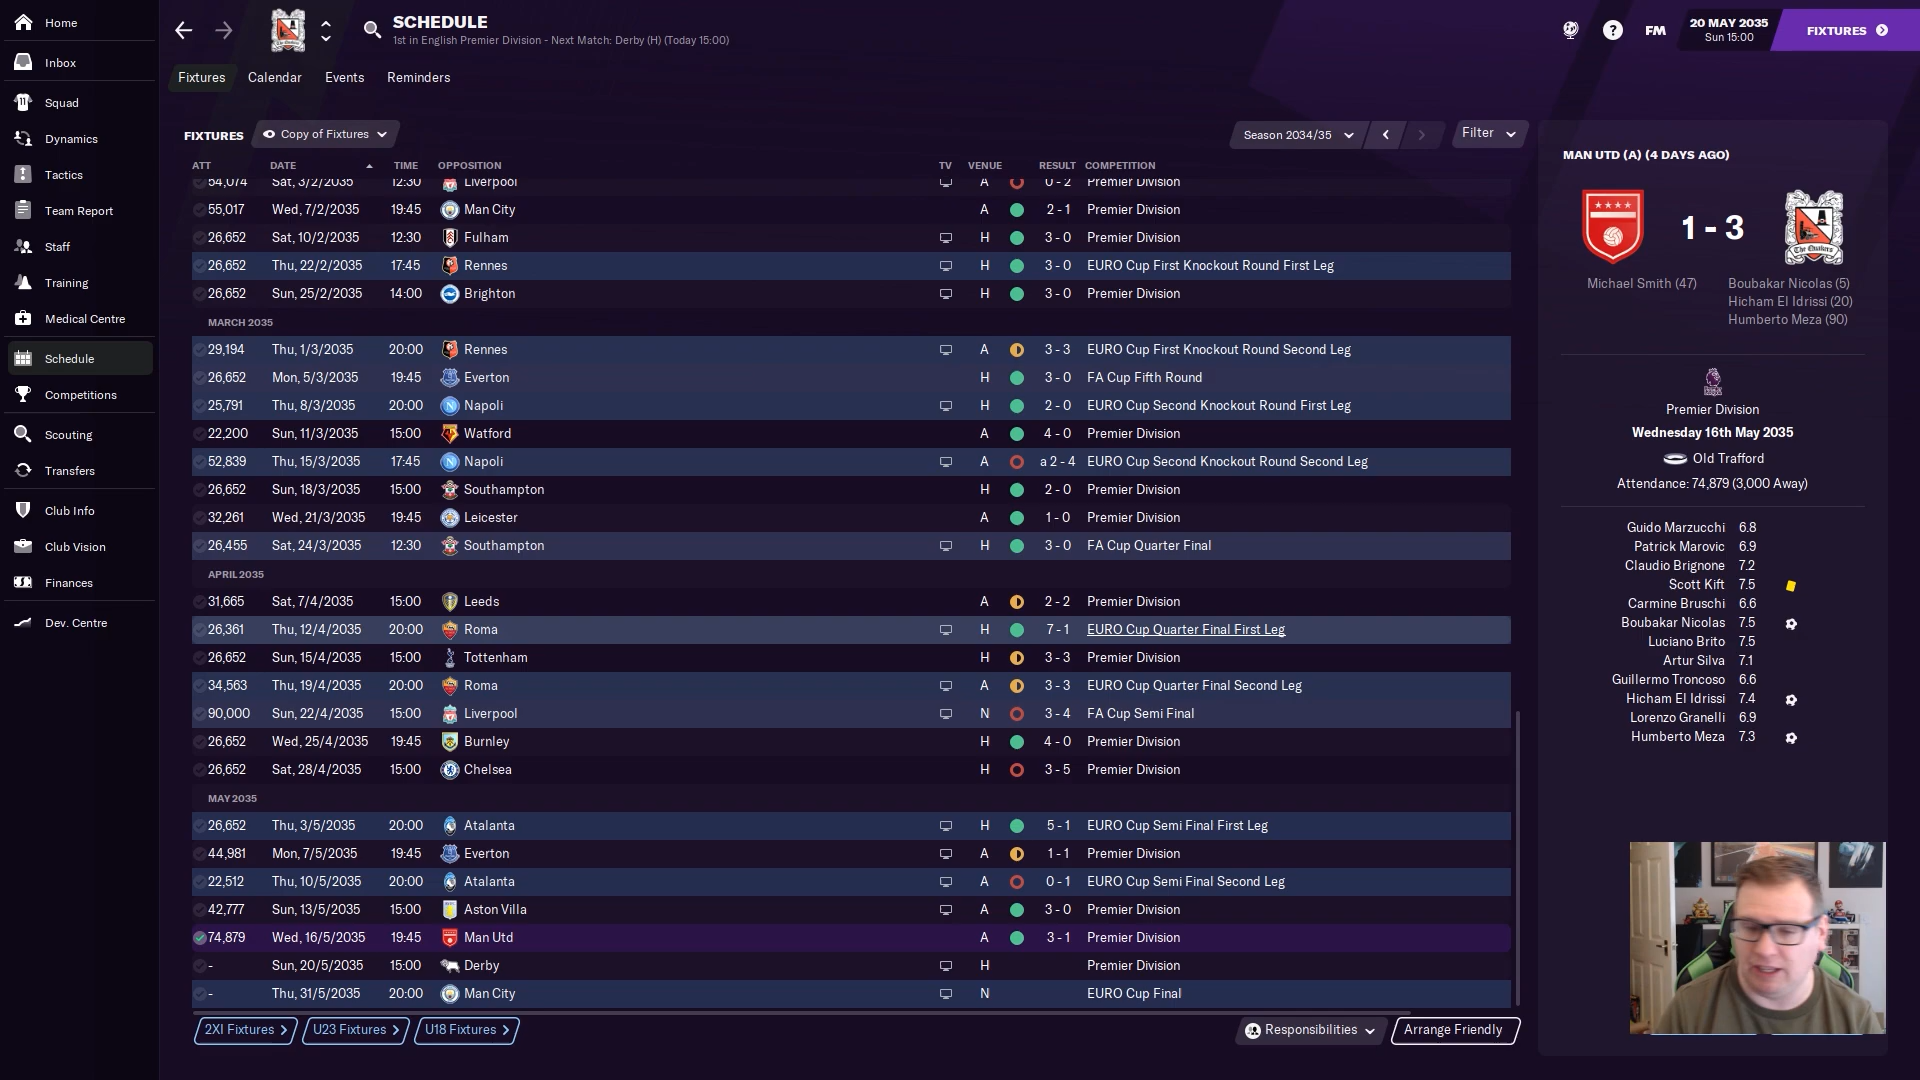 Home
Inbox
Squad
Dynamics
Tactics
Team Report
Staff
Training
Medical Centre
Schedule
Competitions
Scouting
Transfers
Club Info
Club Vision
Finances
Dev. Centre
SCHEDULE
1st in English Premier Division - Next Match: Derby (H) (Today 15:00)
FM
20 MAY 2035
Sun 15:00
FIXTURES
Fixtures Calendar Events Reminders
FIXTURES Copy of Fixtures
Season 2034/35
Filter
ATT DATE TIME OPPOSITION TV VENUE RESULT COMPETITION
54,074 Sat, 3/2/2035 12:30 Liverpool A 0 - 2 Premier Division
55,017 Wed, 7/2/2035 19:45 Man City A 2 - 1 Premier Division
26,652 Sat, 10/2/2035 12:30 Fulham H 3 - 0 Premier Division
26,652 Thu, 22/2/2035 17:45 Rennes H 3 - 0 EURO Cup First Knockout Round First Leg
26,652 Sun, 25/2/2035 14:00 Brighton H 3 - 0 Premier Division
MARCH 2035
29,194 Thu, 1/3/2035 20:00 Rennes A 3 - 3 EURO Cup First Knockout Round Second Leg
26,652 Mon, 5/3/2035 19:45 Everton H 3 - 0 FA Cup Fifth Round
25,791 Thu, 8/3/2035 20:00 Napoli H 2 - 0 EURO Cup Second Knockout Round First Leg
22,200 Sun, 11/3/2035 15:00 Watford A 4 - 0 Premier Division
52,839 Thu, 15/3/2035 17:45 Napoli A a 2 - 4 EURO Cup Second Knockout Round Second Leg
26,652 Sun, 18/3/2035 15:00 Southampton H 2 - 0 Premier Division
32,261 Wed, 21/3/2035 19:45 Leicester A 1 - 0 Premier Division
26,455 Sat, 24/3/2035 12:30 Southampton H 3 - 0 FA Cup Quarter Final
APRIL 2035
31,665 Sat, 7/4/2035 15:00 Leeds A 2 - 2 Premier Division
26,361 Thu, 12/4/2035 20:00 Roma H 7 - 1 EURO Cup Quarter Final First Leg
26,652 Sun, 15/4/2035 15:00 Tottenham H 3 - 3 Premier Division
34,563 Thu, 19/4/2035 20:00 Roma A 3 - 3 EURO Cup Quarter Final Second Leg
90,000 Sun, 22/4/2035 15:00 Liverpool N 3 - 4 FA Cup Semi Final
26,652 Wed, 25/4/2035 19:45 Burnley H 4 - 0 Premier Division
26,652 Sat, 28/4/2035 15:00 Chelsea H 3 - 5 Premier Division
MAY 2035
26,652 Thu, 3/5/2035 20:00 Atalanta H 5 - 1 EURO Cup Semi Final First Leg
44,981 Mon, 7/5/2035 19:45 Everton A 1 - 1 Premier Division
22,512 Thu, 10/5/2035 20:00 Atalanta A 0 - 1 EURO Cup Semi Final Second Leg
42,777 Sun, 13/5/2035 15:00 Aston Villa A 3 - 0 Premier Division
74,879 Wed, 16/5/2035 19:45 Man Utd A 3 - 1 Premier Division
- Sun, 20/5/2035 15:00 Derby H Premier Division
- Thu, 31/5/2035 20:00 Man City N EURO Cup Final
2XI Fixtures U23 Fixtures U18 Fixtures
Responsibilities Arrange Friendly
MAN UTD (A) (4 DAYS AGO)
1 - 3
The Quakers
Michael Smith (47)
Boubakar Nicolas (5)
Hicham El Idrissi (20)
Humberto Meza (90)
Premier Division
Wednesday 16th May 2035
Old Trafford
Attendance: 74,879 (3,000 Away)
Guido Marzucchi 6.8
Patrick Marovic 6.9
Claudio Brignone 7.2
Scott Kift 7.5
Carmine Bruschi 6.6
Boubakar Nicolas 7.5
Luciano Brito 7.5
Artur Silva 7.1
Guillermo Troncoso 6.6
Hicham El Idrissi 7.4
Lorenzo Granelli 6.9
Humberto Meza 7.3